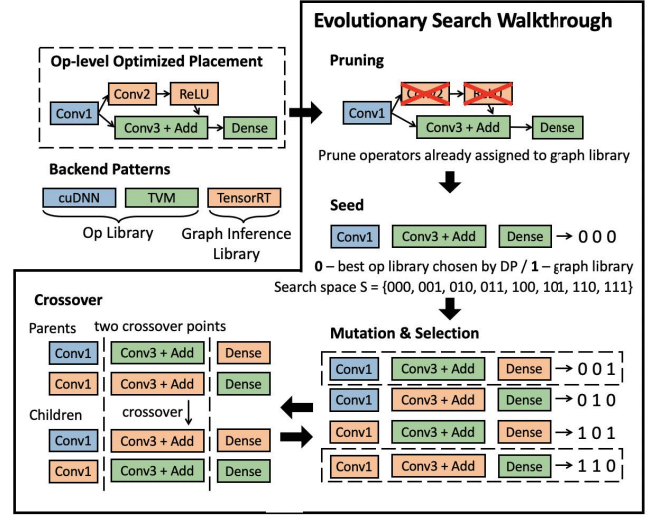 Evolutionary Search Walkthrough
Op-level Optimized Placement
Conv1
Conv2
ReLU
Conv3 + Add
Dense
Backend Patterns
cuDNN
TVM
TensorRT
Op Library
Graph Inference
Library
Pruning
Conv1
Conv2
ReLU
Conv3 + Add
Dense
Prune operators already assigned to graph library
Seed
Conv1 Conv3 + Add Dense → 0 0 0
0 – best op library chosen by DP / 1 – graph library
Search space S = {000, 001, 010, 011, 100, 101, 110, 111}
Mutation & Selection
Conv1 Conv3 + Add Dense → 0 0 1
Conv1 Conv3 + Add Dense → 0 1 0
Conv1 Conv3 + Add Dense → 1 0 1
Conv1 Conv3 + Add Dense → 1 1 0
Crossover
Parents two crossover points
Conv1 Conv3 + Add Dense
Conv1 Conv3 + Add Dense
Children crossover
Conv1 Conv3 + Add Dense
Conv1 Conv3 + Add Dense